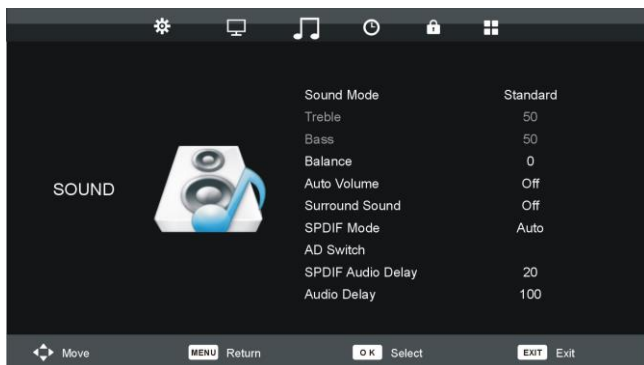 Sound Mode Standard
Treble 50
Bass 50
Balance 0
SOUND
Auto Volume Off
Surround Sound Off
SPDIF Mode Auto
AD Switch
SPDIF Audio Delay 20
Audio Delay 100
Move MENU Return OK Select EXIT Exit